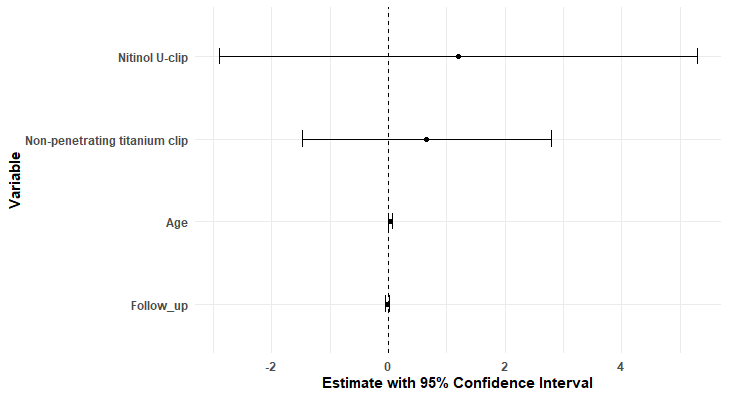 Nitinol U-clip
Non-penetrating titanium clip
Age
Follow_up
Variable
-2 0 2 4
Estimate with 95% Confidence Interval